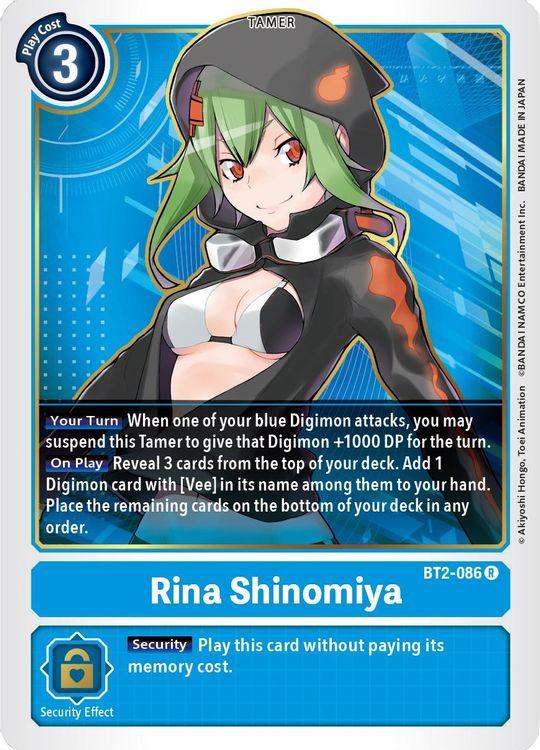 TAMER
Play Cost
3
Your Turn When one of your blue Digimon attacks, you may
suspend this Tamer to give that Digimon +1000 DP for the turn.
On Play Reveal 3 cards from the top of your deck. Add 1
Digimon card with [Vee] in its name among them to your hand.
Place the remaining cards on the bottom of your deck in any
order.
BT2-086 R
Rina Shinomiya
Security Play this card without paying its
memory cost.
Security Effect
© Akiyoshi Hongo, Toei Animation ©BANDAI NAMCO Entertainment Inc. BANDAI MADE IN JAPAN